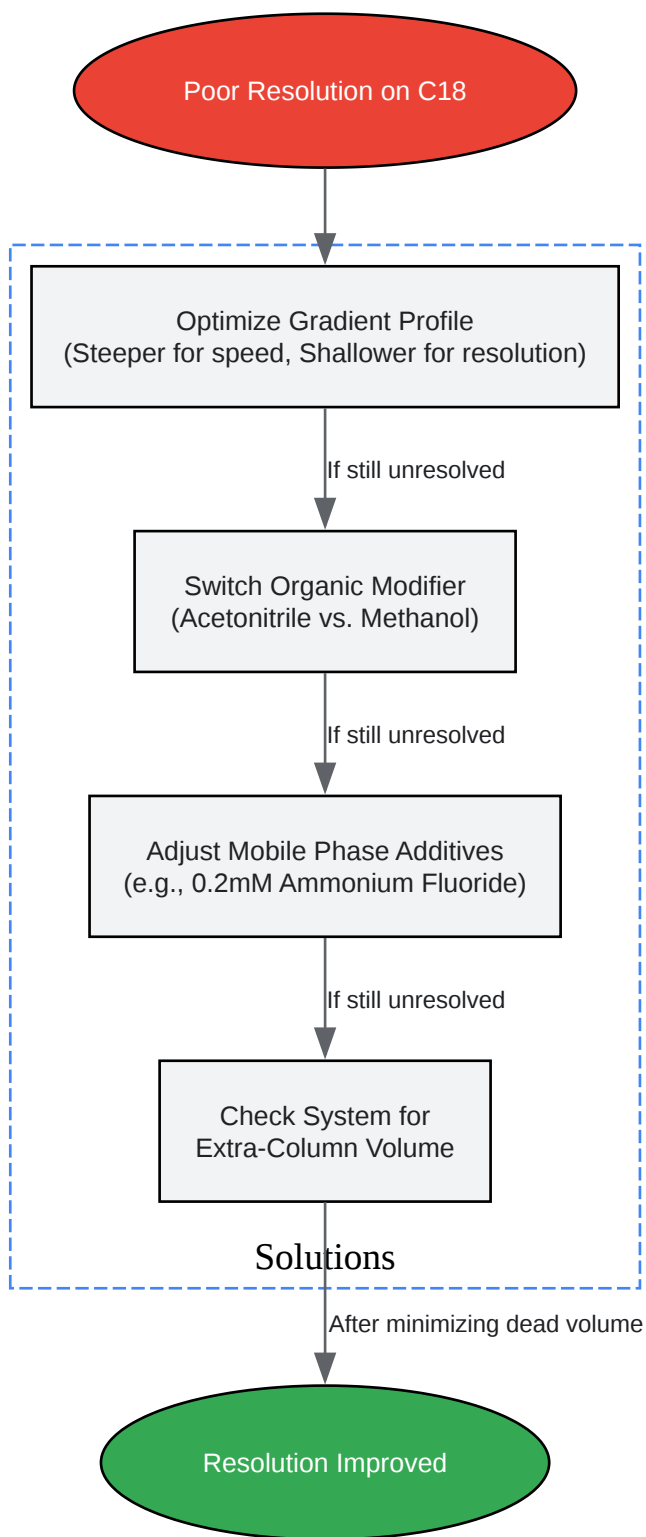 Poor Resolution on C18
Optimize Gradient Profile
(Steeper for speed, Shallower for resolution)
If still unresolved
Switch Organic Modifier
(Acetonitrile vs. Methanol)
If still unresolved
Adjust Mobile Phase Additives
(e.g., 0.2mM Ammonium Fluoride)
If still unresolved
Check System for
Extra-Column Volume
Solutions
After minimizing dead volume
Resolution Improved